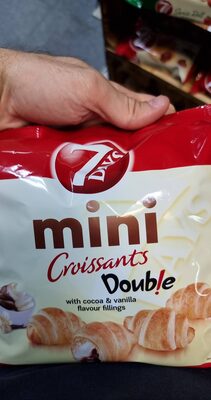 7
DAYS
mini
Croissants
Double
with cocoa & vanilla
flavour fillings